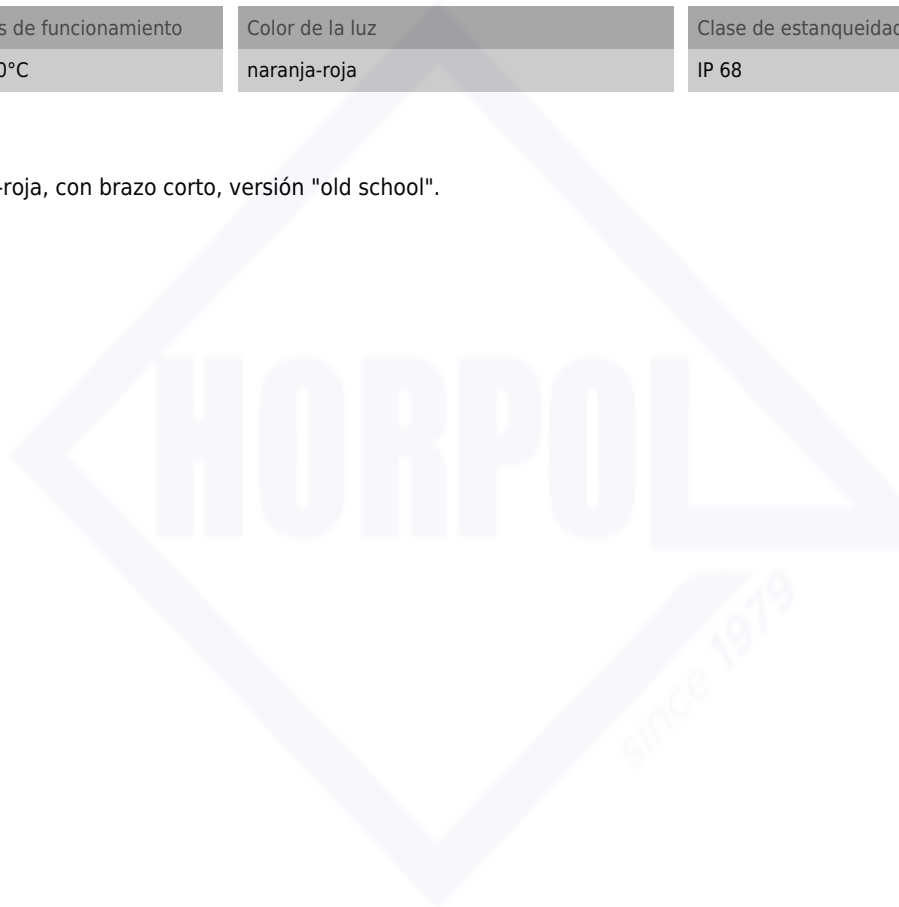 s de funcionamiento Color de la luz Clase de estanqueidad
0°C naranja-roja IP 68
-roja, con brazo corto, versión "old school".
HORPOL
since 1979